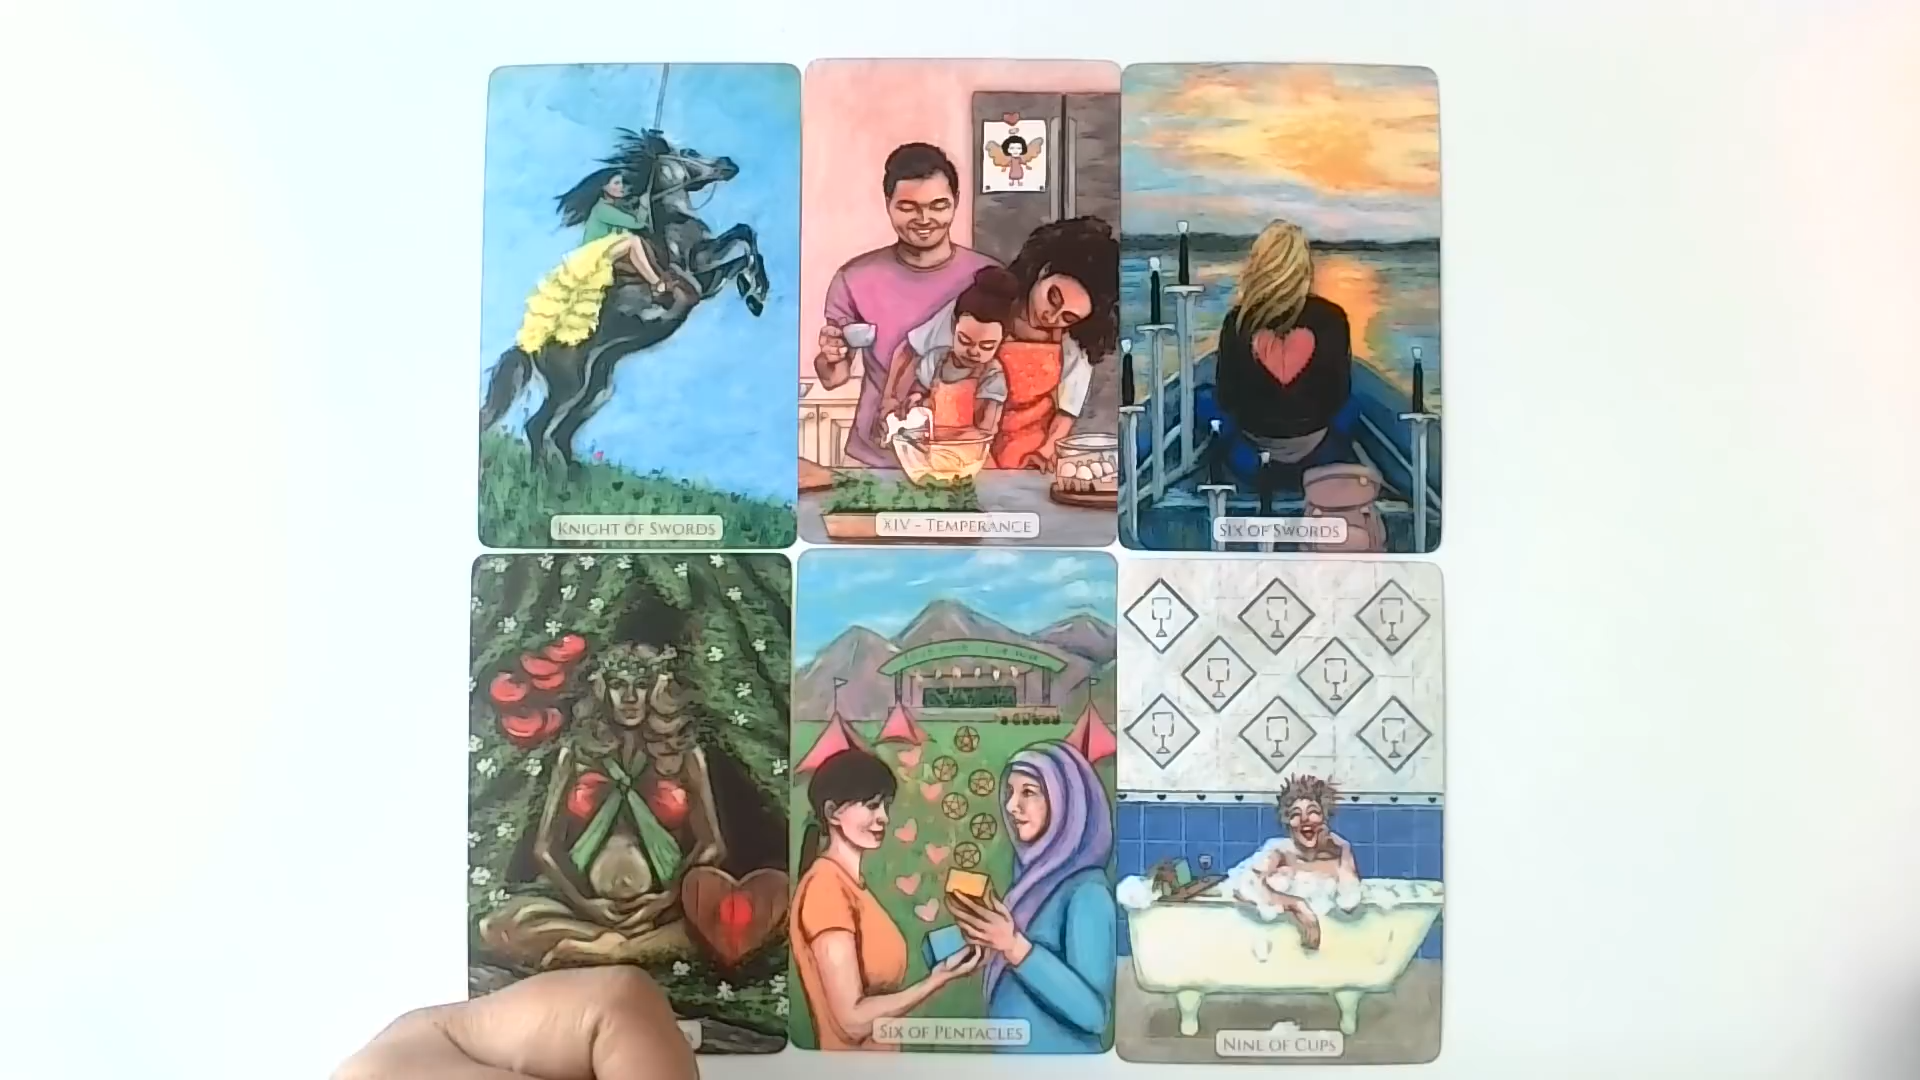 KNIGHT OF SWORDS
XIV - TEMPERANCE
SIX OF SWORDS
SIX OF PENTACLES
NINE OF CUPS